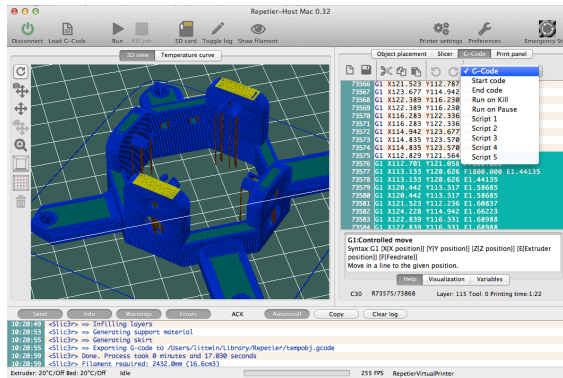 Repetier-Host Mac 0.32
Disconnect Load G-Code Run Kill job SD card Toggle log Show filament Printer settings Preferences Emergency St
3D view Temperature curve
Object placement Slicer G-Code Print panel
✓ G-Code
Start code
End code
Run on Kill
Run on Pause
Script 1
Script 2
Script 3
Script 4
Script 5
73566 G1 X121.523 Y112.787
73567 G1 X123.677 Y114.942
73568 G1 X122.389 Y116.230
73569 G1 X122.389 Y116.230
73570 G1 X116.283 Y122.336
73571 G1 X116.283 Y122.336
73572 G1 X114.942 Y123.677
73573 G1 X114.835 Y123.570
73574 G1 X114.835 Y123.570
73575 G1 X112.829 Y121.564
73576 G1 X112.701 Y121.058
73577 G1 X113.133 Y120.626 F1800.000 E1.44135
73578 G1 X113.133 Y120.626 E1.44135
73579 G1 X120.442 Y113.317 E1.58685
73580 G1 X120.442 Y113.317 E1.58685
73581 G1 X121.523 Y112.236 E1.60837
73582 G1 X124.228 Y114.942 E1.66223
73583 G1 X122.839 Y116.331 E1.68988
73584 G1 X122.839 Y116.331 E1.68988
G1:Controlled move
Syntax:G1 [X(X position)] [Y(Y position)] [Z(Z position)] [E(Extruder
position)] [F(Feedrate)]
Move in a line to the given position.
Help Visualization Variables
C30 R73575/73868 Layer: 115 Tool: 0 Printing time:1:22
Send Info Warnings Errors ACK Autoscroll Copy Clear log
10:20:49 <Slic3r> => Infilling layers
10:20:53 <Slic3r> => Generating support material
10:20:55 <Slic3r> => Generating skirt
10:20:55 <Slic3r> => Exporting G-code to /Users/littwin/Library/Repetier/tempobj.gcode
10:20:59 <Slic3r> Done. Process took 0 minutes and 17.030 seconds
10:20:59 <Slic3r> Filament required: 2432.0mm (16.6cm3)
Extruder: 20°C/Off Bed: 20°C/Off Idle 255 FPS RepetierVirtualPrinter